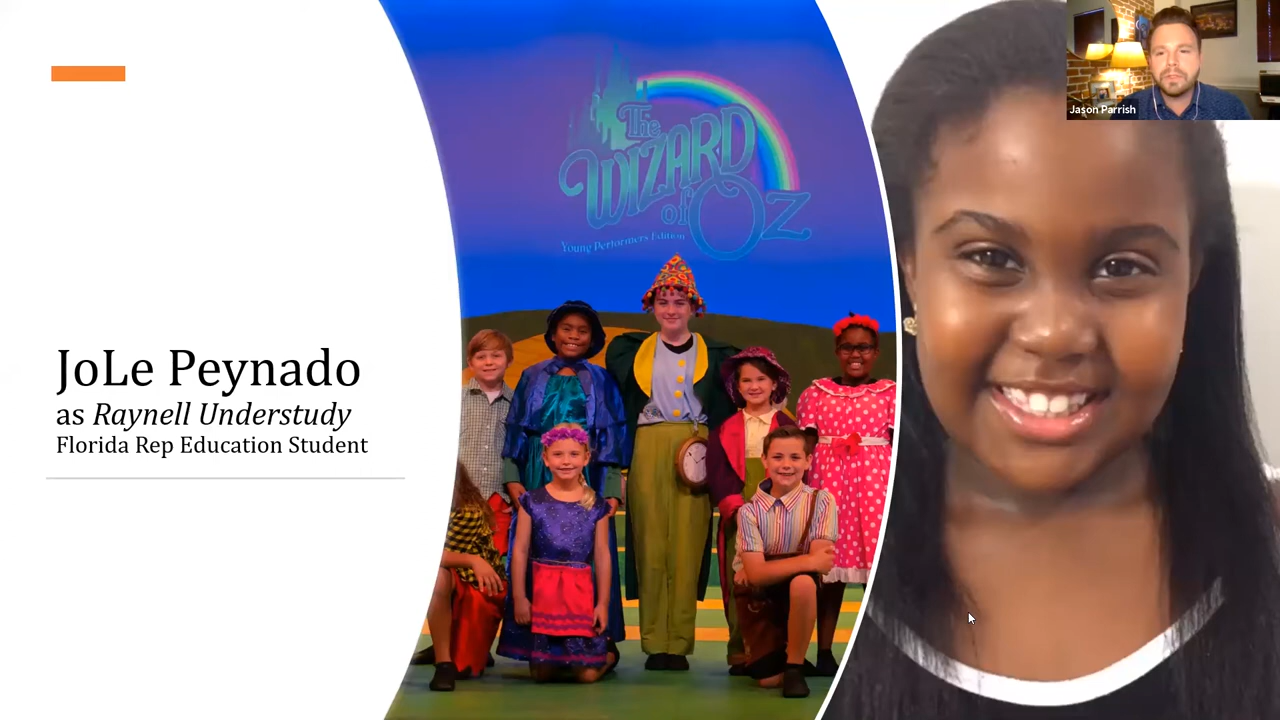 JoLe Peynado
as Raynell Understudy
Florida Rep Education Student
The
WIZARD
of OZ
Young Performers Edition
Jason Parrish